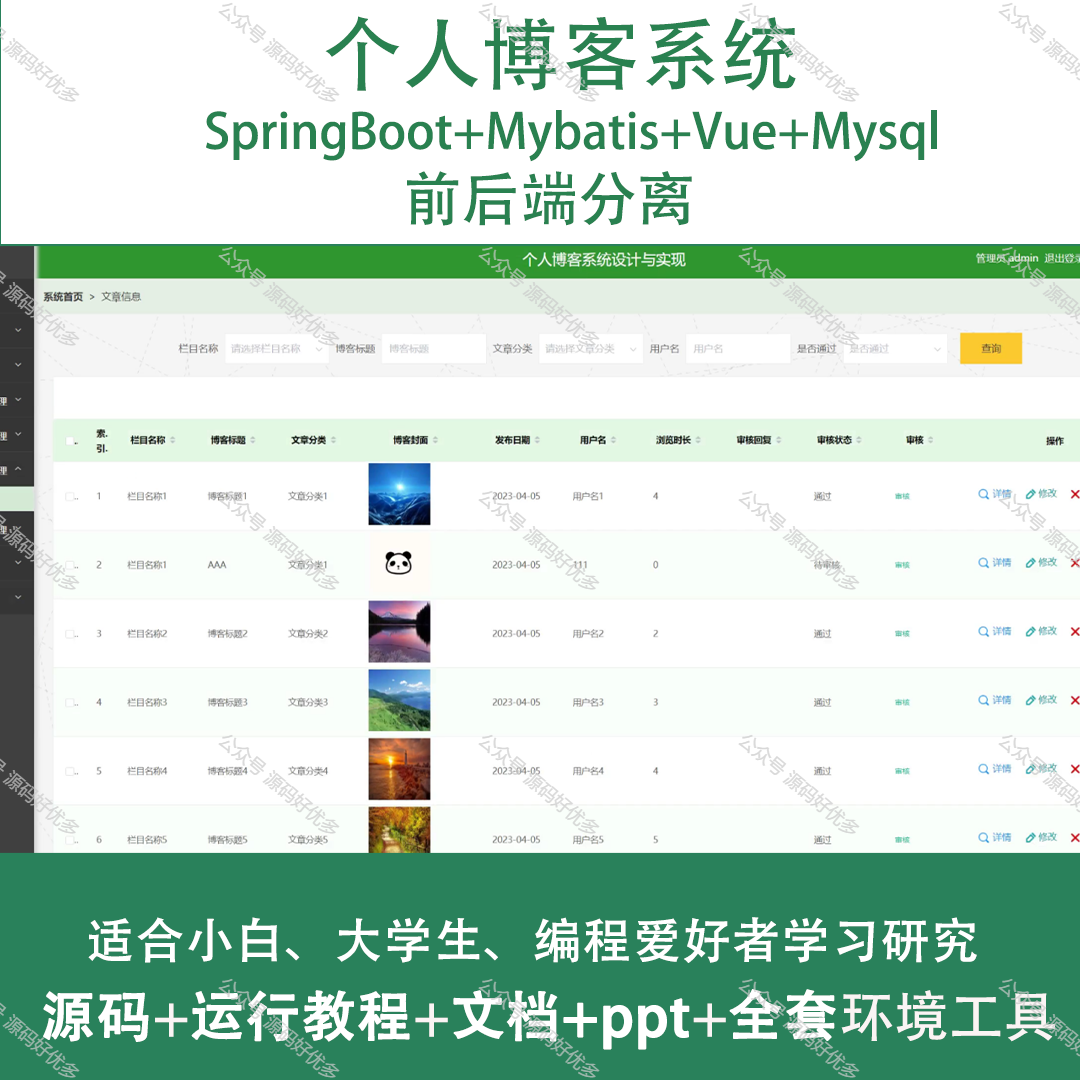 个人博客系统
SpringBoot+Mybatis+Vue+Mysql
前后端分离
个人博客系统设计与实现 管理员 admin 退出登录
系统首页 > 文章信息
栏目名称 请选择栏目名称 博客标题 博客标题 文章分类 请选择文章分类 用户名 用户名 是否通过 是否通过 查询
索引. 栏目名称 博客标题 文章分类 博客封面 发布日期 用户名 浏览时长 审核回复 审核状态 审核 操作
1 栏目名称1 博客标题1 文章分类1 2023-04-05 用户名1 4 通过 审核 详情 修改
理
理
2 栏目名称1 AAA 文章分类1 2023-04-05 111 0 待审核 审核 详情 修改
理
理
3 栏目名称2 博客标题2 文章分类2 2023-04-05 用户名2 2 通过 审核 详情 修改
4 栏目名称3 博客标题3 文章分类3 2023-04-05 用户名3 3 通过 审核 详情 修改
5 栏目名称4 博客标题4 文章分类4 2023-04-05 用户名4 4 通过 审核 详情 修改
6 栏目名称5 博客标题5 文章分类5 2023-04-05 用户名5 5 通过 审核 详情 修改
适合小白、大学生、编程爱好者学习研究
源码+运行教程+文档+ppt+全套环境工具
公众号 源码好优多